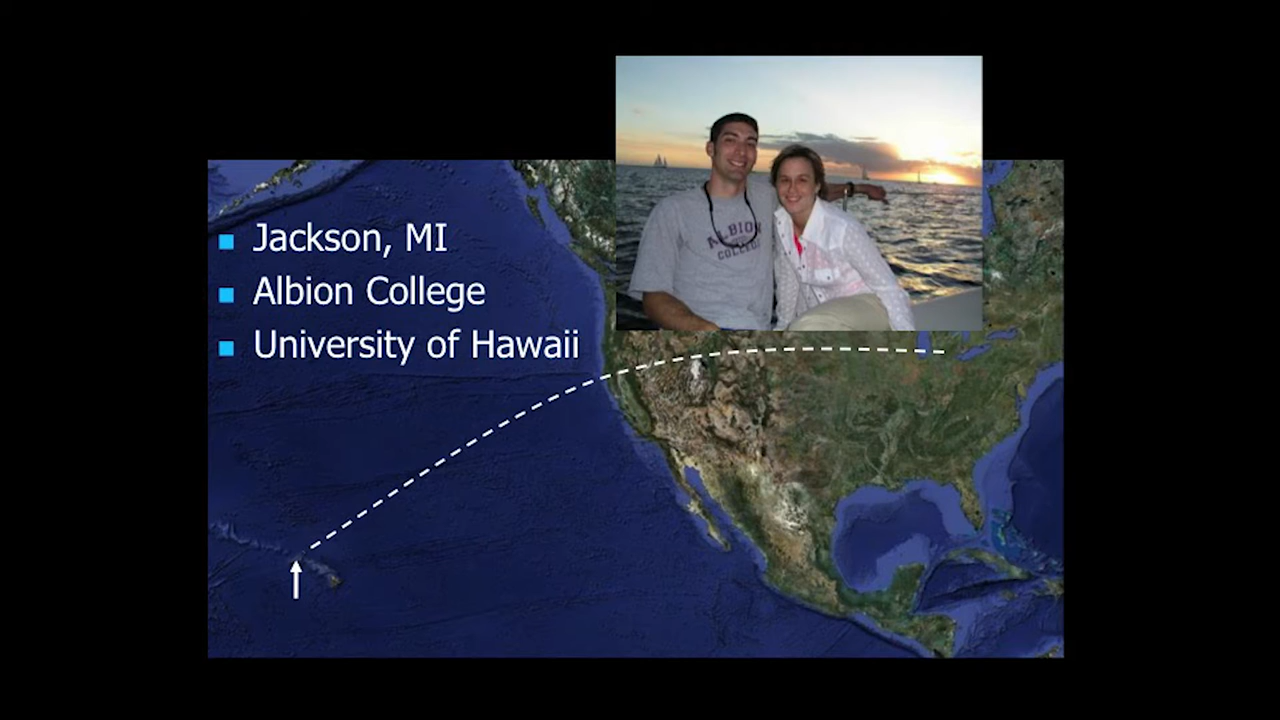 Jackson, MI
Albion College
University of Hawaii
ALBION
COLLEGE